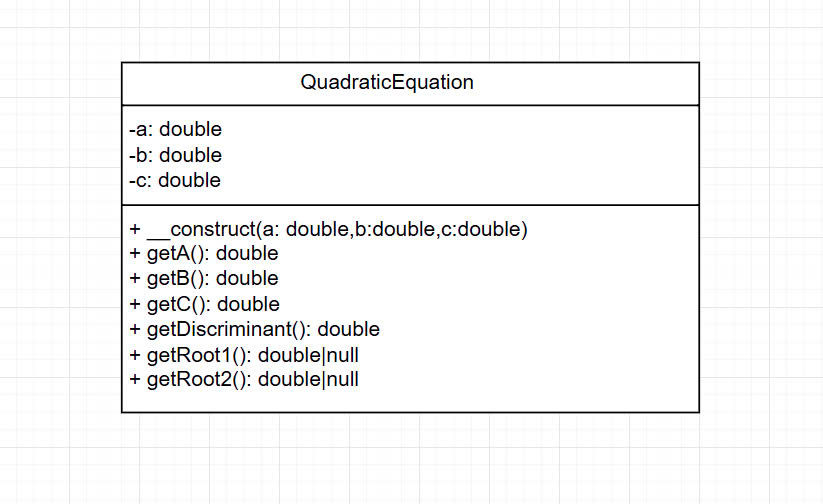 QuadraticEquation
-a: double
-b: double
-c: double
+ __construct(a: double,b:double,c:double)
+ getA(): double
+ getB(): double
+ getC(): double
+ getDiscriminant(): double
+ getRoot1(): double|null
+ getRoot2(): double|null